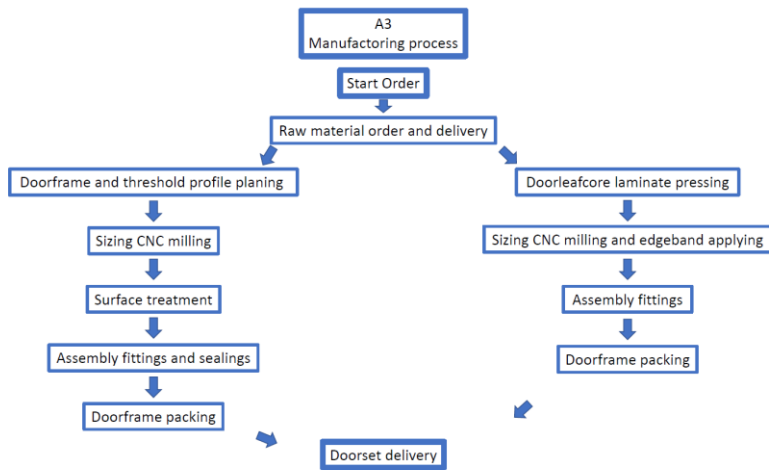 A3
Manufactoring process
Start Order
Raw material order and delivery
Doorframe and threshold profile planing
Doorleafcore laminate pressing
Sizing CNC milling
Sizing CNC milling and edgeband applying
Surface treatment
Assembly fittings
Assembly fittings and sealings
Doorframe packing
Doorframe packing
Doorset delivery